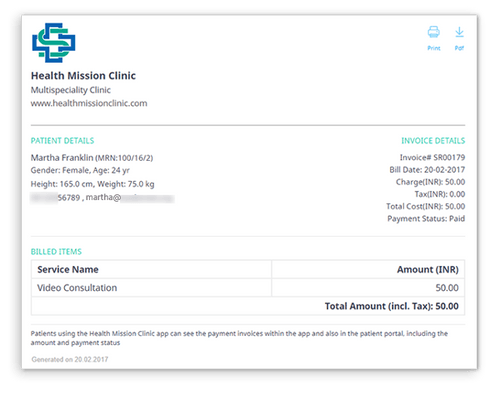 Print
Pdf
Health Mission Clinic
Multispeciality Clinic
www.healthmissionclinic.com
PATIENT DETAILS
Martha Franklin (MRN:100/16/2)
Gender: Female, Age: 24 yr
Height: 165.0 cm, Weight: 75.0 kg
56789 , martha@
INVOICE DETAILS
Invoice# SR00179
Bill Date: 20-02-2017
Charge(INR): 50.00
Tax(INR): 0.00
Total Cost(INR): 50.00
Payment Status: Paid
BILLED ITEMS
Service Name Amount (INR)
Video Consultation 50.00
Total Amount (incl. Tax): 50.00
Patients using the Health Mission Clinic app can see the payment invoices within the app and also in the patient portal, including the
amount and payment status
Generated on 20.02.2017